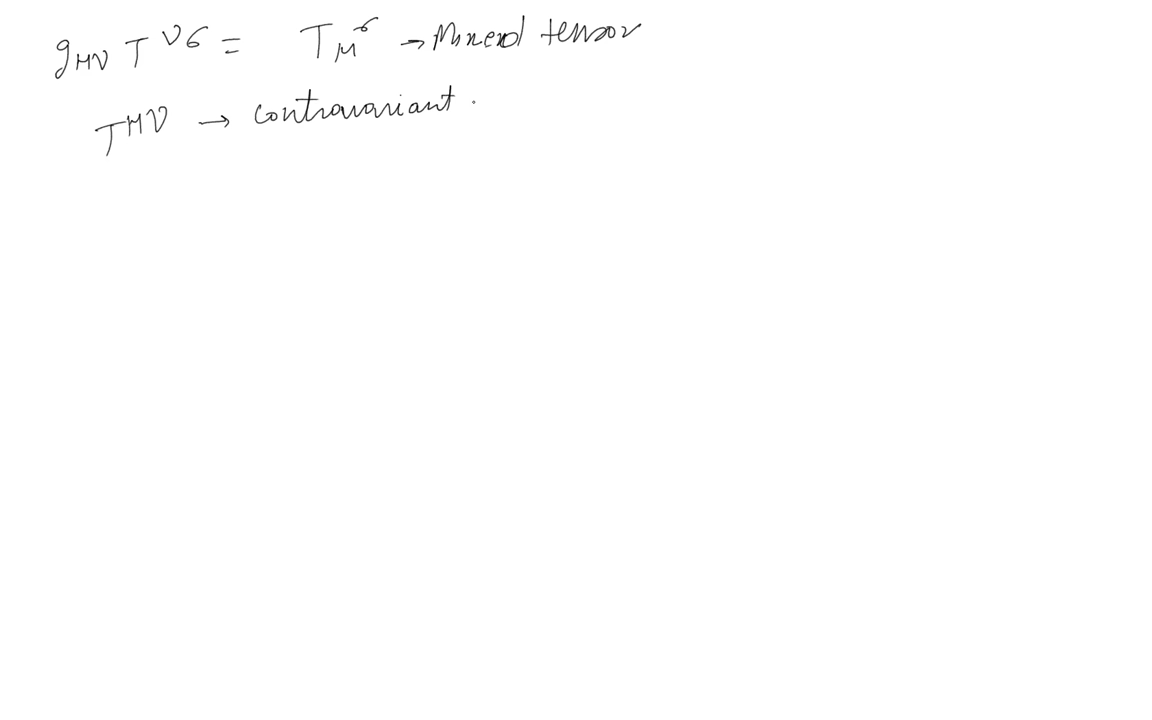 g_{μν} T^{νσ} = T_μ^σ → Mixed tensor
T^{μν} → contravariant.